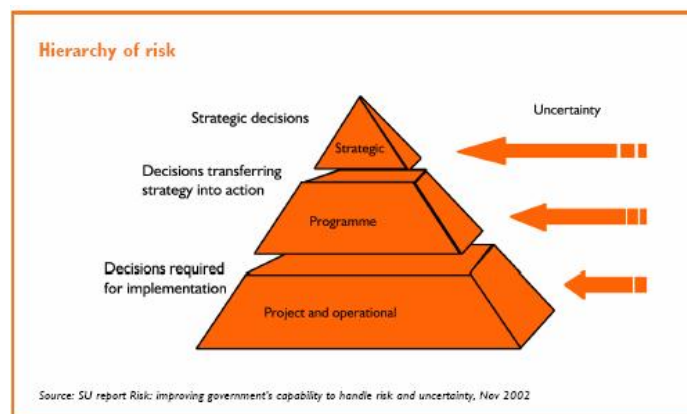 Hierarchy of risk
Strategic decisions
Uncertainty
Strategic
Decisions transferring
strategy into action
Programme
Decisions required
for implementation
Project and operational
Source: SU report Risk: improving government's capability to handle risk and uncertainty, Nov 2002